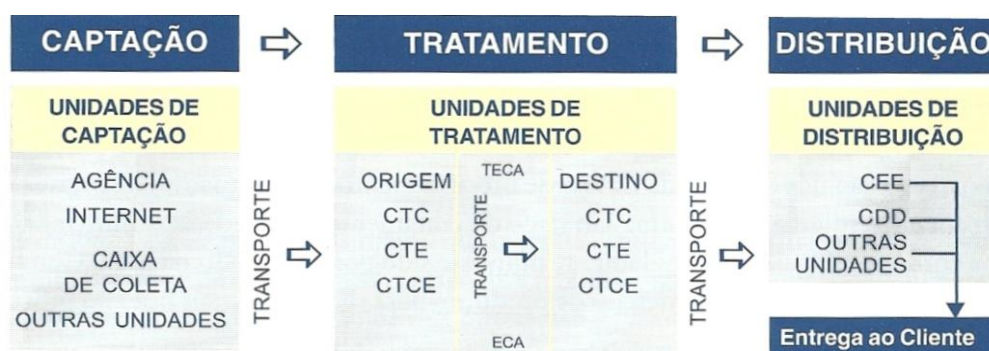 CAPTAÇÃO
TRATAMENTO
DISTRIBUIÇÃO
UNIDADES DE
CAPTAÇÃO
AGÊNCIA
INTERNET
CAIXA
DE COLETA
OUTRAS UNIDADES
TRANSPORTE
UNIDADES DE
TRATAMENTO
ORIGEM
CTC
CTE
CTCE
TECA
TRANSPORTE
ECA
DESTINO
CTC
CTE
CTCE
TRANSPORTE
UNIDADES DE
DISTRIBUIÇÃO
CEE
CDD
OUTRAS
UNIDADES
Entrega ao Cliente